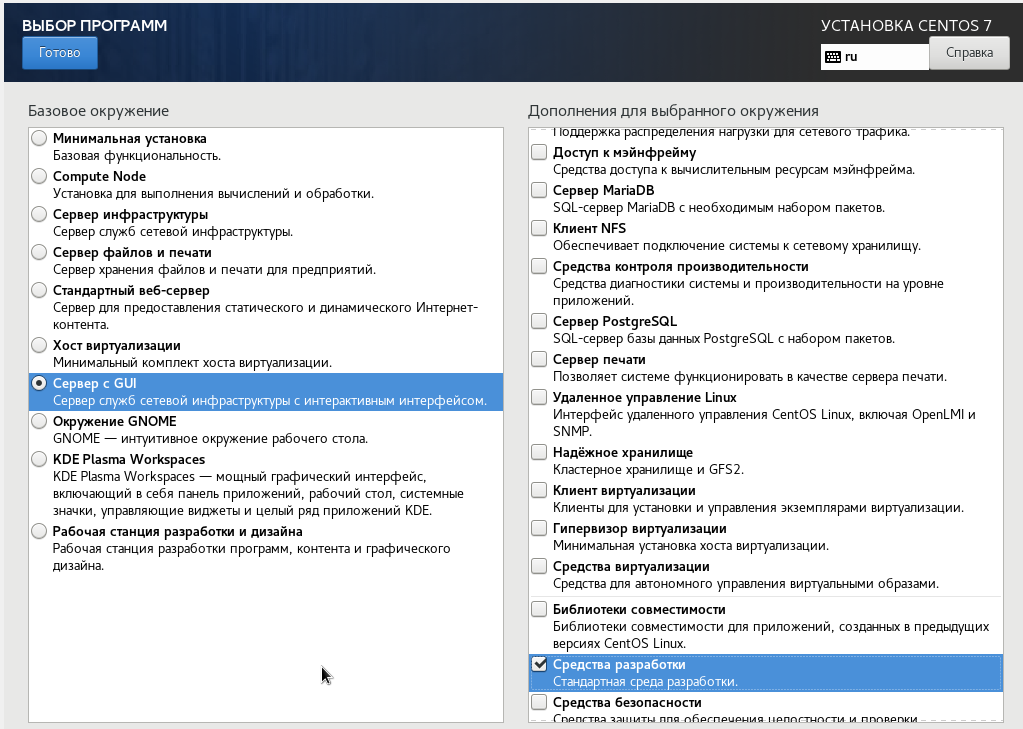 ВЫБОР ПРОГРАММ
Готово
УСТАНОВКА CENTOS 7
ru
Справка
Базовое окружение
Минимальная установка
Базовая функциональность.
Compute Node
Установка для выполнения вычислений и обработки.
Сервер инфраструктуры
Сервер служб сетевой инфраструктуры.
Сервер файлов и печати
Сервер хранения файлов и печати для предприятий.
Стандартный веб-сервер
Сервер для предоставления статического и динамического Интернет-
контента.
Хост виртуализации
Минимальный комплект хоста виртуализации.
Сервер с GUI
Сервер служб сетевой инфраструктуры с интерактивным интерфейсом.
Окружение GNOME
GNOME — интуитивное окружение рабочего стола.
KDE Plasma Workspaces
KDE Plasma Workspaces — мощный графический интерфейс,
включающий в себя панель приложений, рабочий стол, системные
значки, управляющие виджеты и целый ряд приложений KDE.
Рабочая станция разработки и дизайна
Рабочая станция разработки программ, контента и графического
дизайна.
Дополнения для выбранного окружения
Поддержка распределения нагрузки для сетевого трафика.
Доступ к мэйнфрейму
Средства доступа к вычислительным ресурсам мэйнфрейма.
Сервер MariaDB
SQL-сервер MariaDB с необходимым набором пакетов.
Клиент NFS
Обеспечивает подключение системы к сетевому хранилищу.
Средства контроля производительности
Средства диагностики системы и производительности на уровне
приложений.
Сервер PostgreSQL
SQL-сервер базы данных PostgreSQL с набором пакетов.
Сервер печати
Позволяет системе функционировать в качестве сервера печати.
Удаленное управление Linux
Интерфейс удаленного управления CentOS Linux, включая OpenLMI и
SNMP.
Надёжное хранилище
Кластерное хранилище и GFS2.
Клиент виртуализации
Клиенты для установки и управления экземплярами виртуализации.
Гипервизор виртуализации
Минимальная установка хоста виртуализации.
Средства виртуализации
Средства для автономного управления виртуальными образами.
Библиотеки совместимости
Библиотеки совместимости для приложений, созданных в предыдущих
версиях CentOS Linux.
Средства разработки
Стандартная среда разработки.
Средства безопасности
Средства защиты для обеспечения целостности и проверки